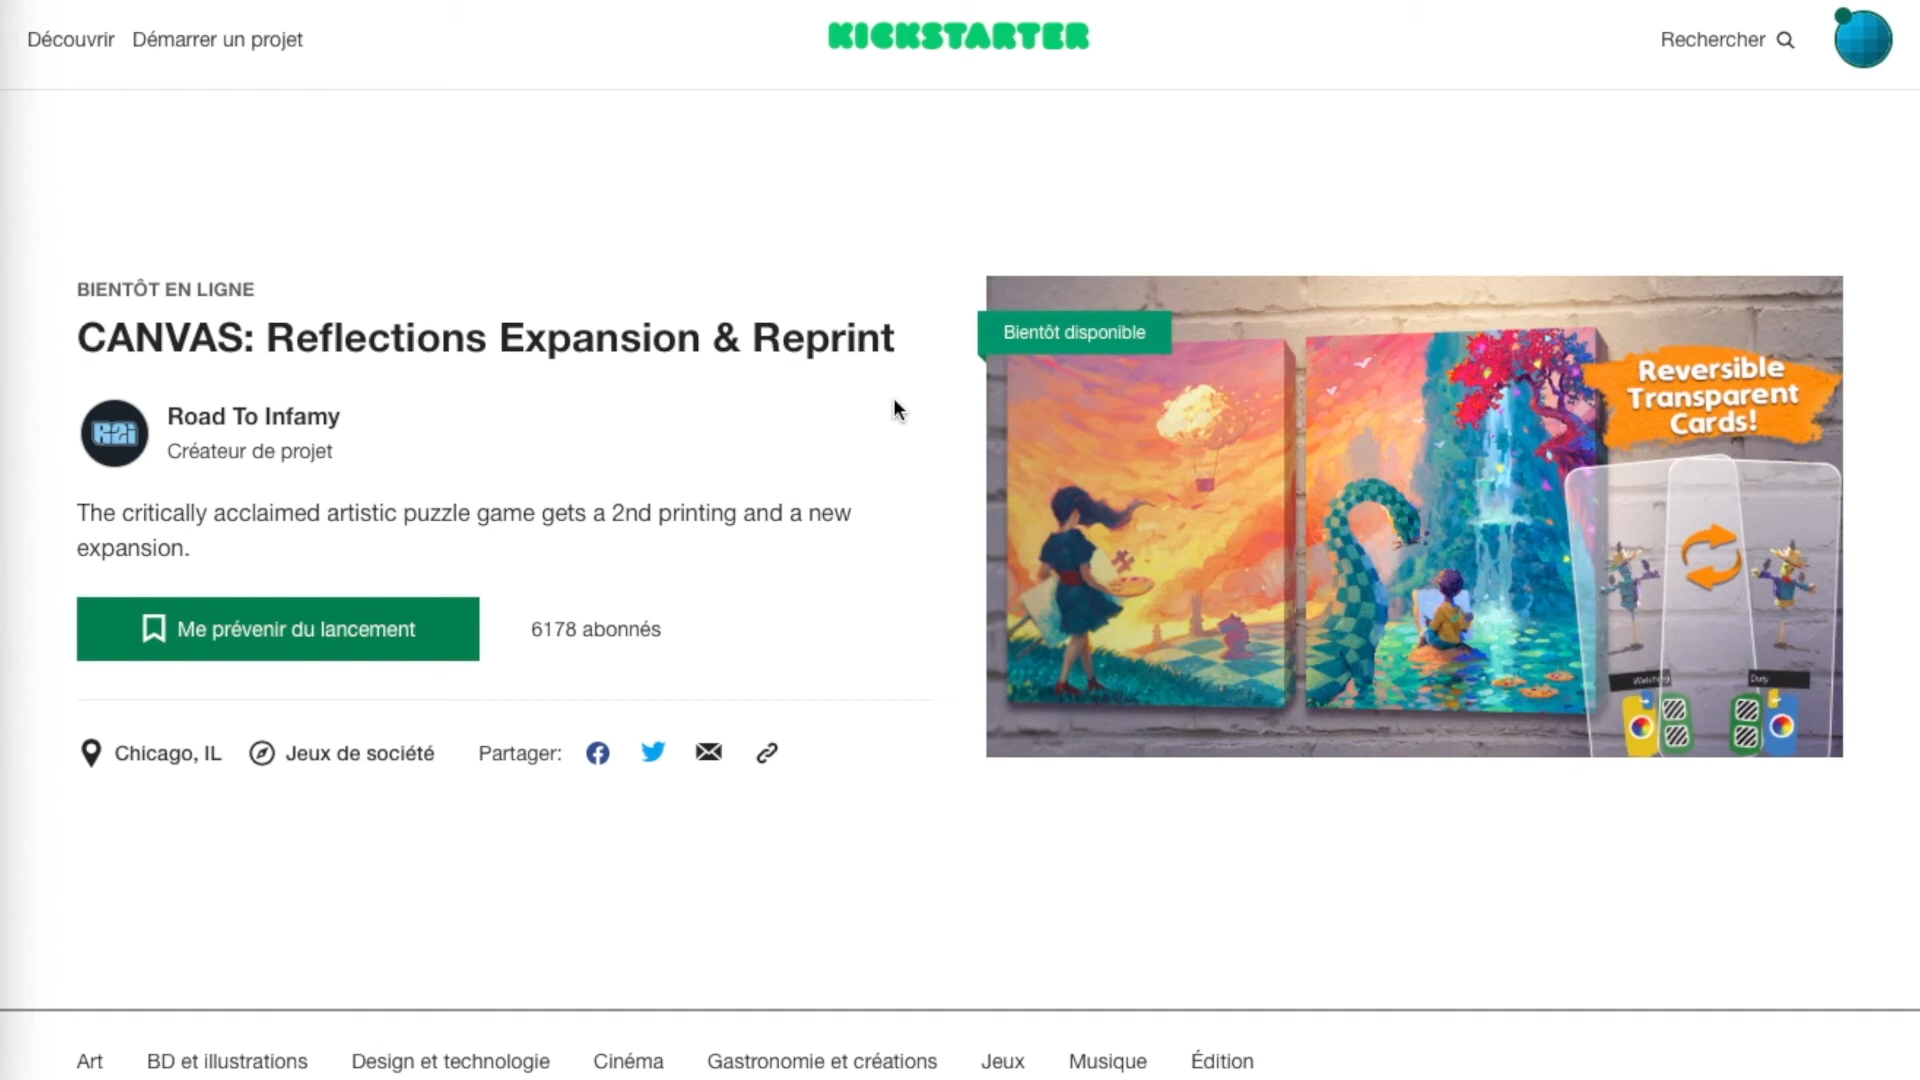 Découvrir Démarrer un projet KICKSTARTER Rechercher
BIENTÔT EN LIGNE
CANVAS: Reflections Expansion & Reprint
R2i
Road To Infamy
Créateur de projet
The critically acclaimed artistic puzzle game gets a 2nd printing and a new
expansion.
Me prévenir du lancement 6178 abonnés
Chicago, IL Jeux de société Partager:
Bientôt disponible
Reversible
Transparent
Cards!
Watching Duty
Art BD et illustrations Design et technologie Cinéma Gastronomie et créations Jeux Musique Édition